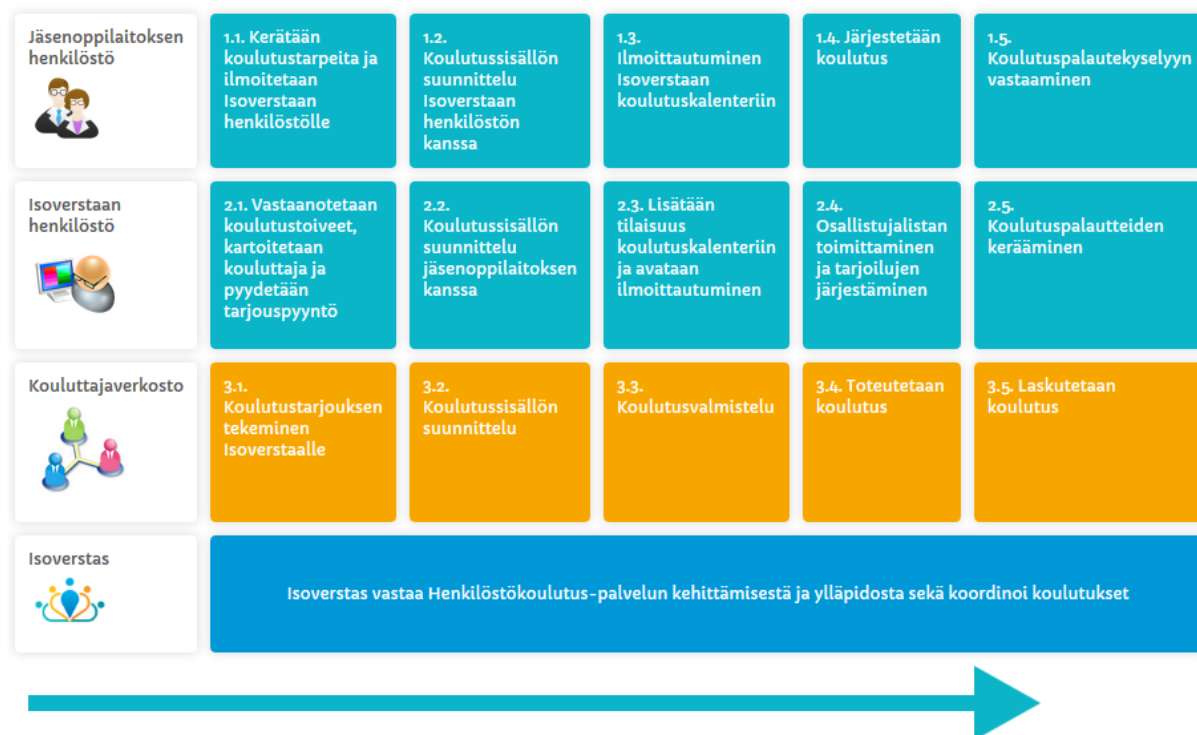 Jäsenoppilaitoksen
henkilöstö
1.1. Kerätään
koulutustarpeita ja
ilmoitetaan
Isoverstaan
henkilöstölle
1.2.
Koulutussisällön
suunnittelu
Isoverstaan
henkilöstön
kanssa
1.3.
Ilmoittautuminen
Isoverstaan
koulutuskalenteriin
1.4. Järjestetään
koulutus
1.5.
Koulutuspalautekyselyyn
vastaaminen
Isoverstaan
henkilöstö
2.1. Vastaanotetaan
koulutustoiveet,
kartoitetaan
kouluttaja ja
pyydetään
tarjouspyyntö
2.2.
Koulutussisällön
suunnittelu
jäsenoppilaitoksen
kanssa
2.3. Lisätään
tilaisuus
koulutuskalenteriin
ja avataan
ilmoittautuminen
2.4.
Osallistujalistan
toimittaminen
ja tarjoilujen
järjestäminen
2.5.
Koulutuspalautteiden
kerääminen
Kouluttajaverkosto
3.1.
Koulutustarjouksen
tekeminen
Isoverstaalle
3.2.
Koulutussisällön
suunnittelu
3.3.
Koulutusvalmistelu
3.4. Toteutetaan
koulutus
3.5. Laskutetaan
koulutus
Isoverstas
Isoverstas vastaa Henkilöstökoulutus-palvelun kehittämisestä ja ylläpidosta sekä koordinoi koulutukset